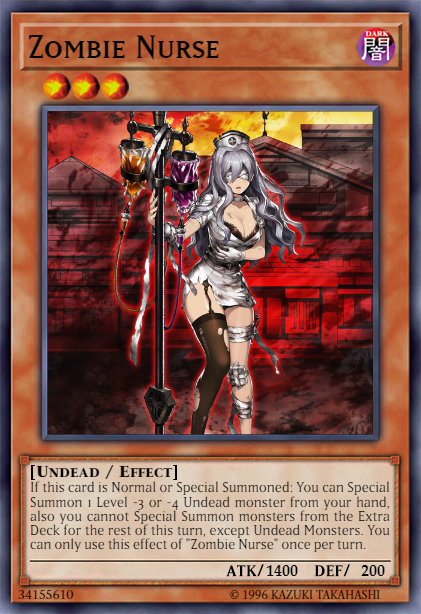 Zombie Nurse
DARK
闇
[Undead / Effect]
If this card is Normal or Special Summoned: You can Special
Summon 1 Level -3 or -4 Undead monster from your hand,
also you cannot Special Summon monsters from the Extra
Deck for the rest of this turn, except Undead Monsters. You
can only use this effect of "Zombie Nurse" once per turn.
ATK/1400 DEF/ 200
34155610 © 1996 KAZUKI TAKAHASHI